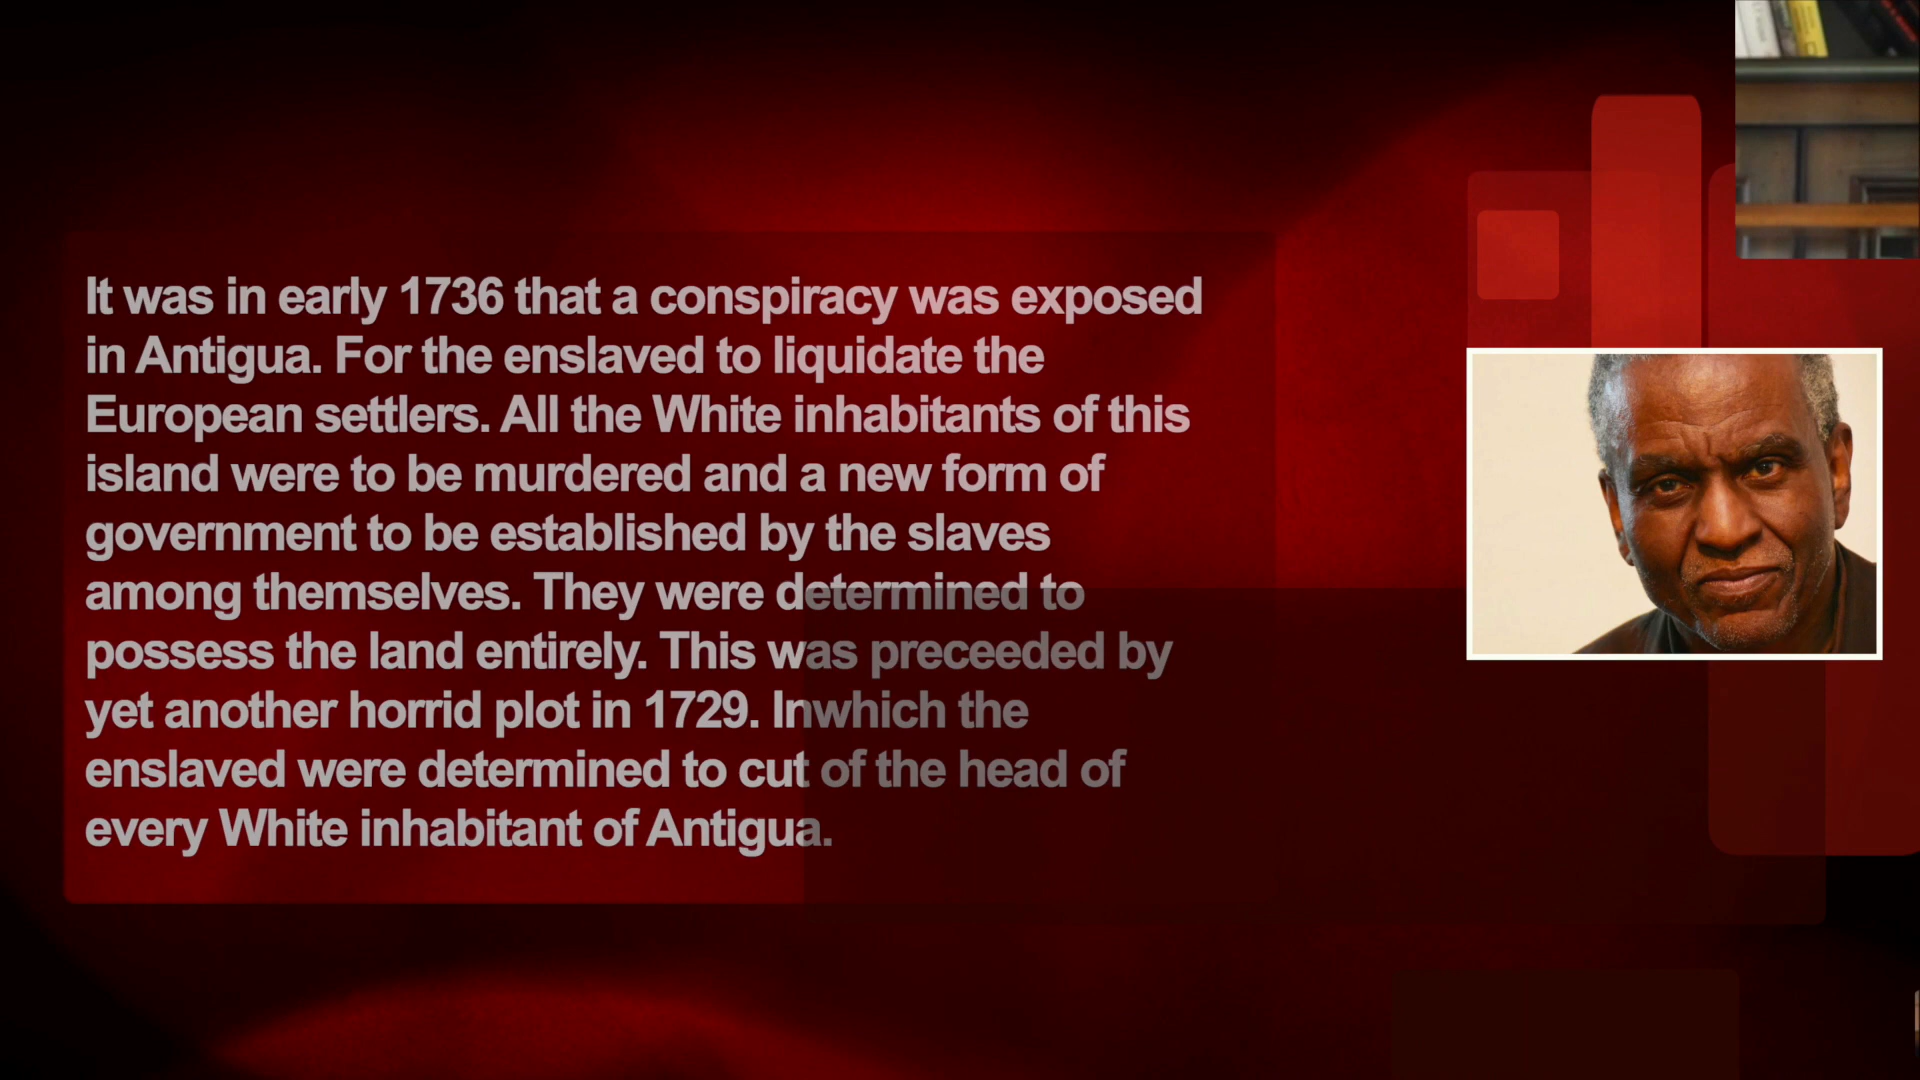 It was in early 1736 that a conspiracy was exposed
in Antigua. For the enslaved to liquidate the
European settlers. All the White inhabitants of this
island were to be murdered and a new form of
government to be established by the slaves
among themselves. They were determined to
possess the land entirely. This was preceeded by
yet another horrid plot in 1729. Inwhich the
enslaved were determined to cut of the head of
every White inhabitant of Antigua.